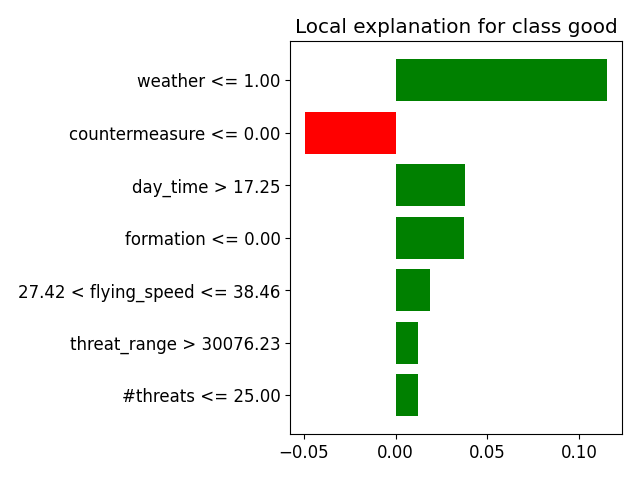 Local explanation for class good
weather <= 1.00
countermeasure <= 0.00
day_time > 17.25
formation <= 0.00
27.42 < flying_speed <= 38.46
threat_range > 30076.23
#threats <= 25.00
−0.05 0.00 0.05 0.10